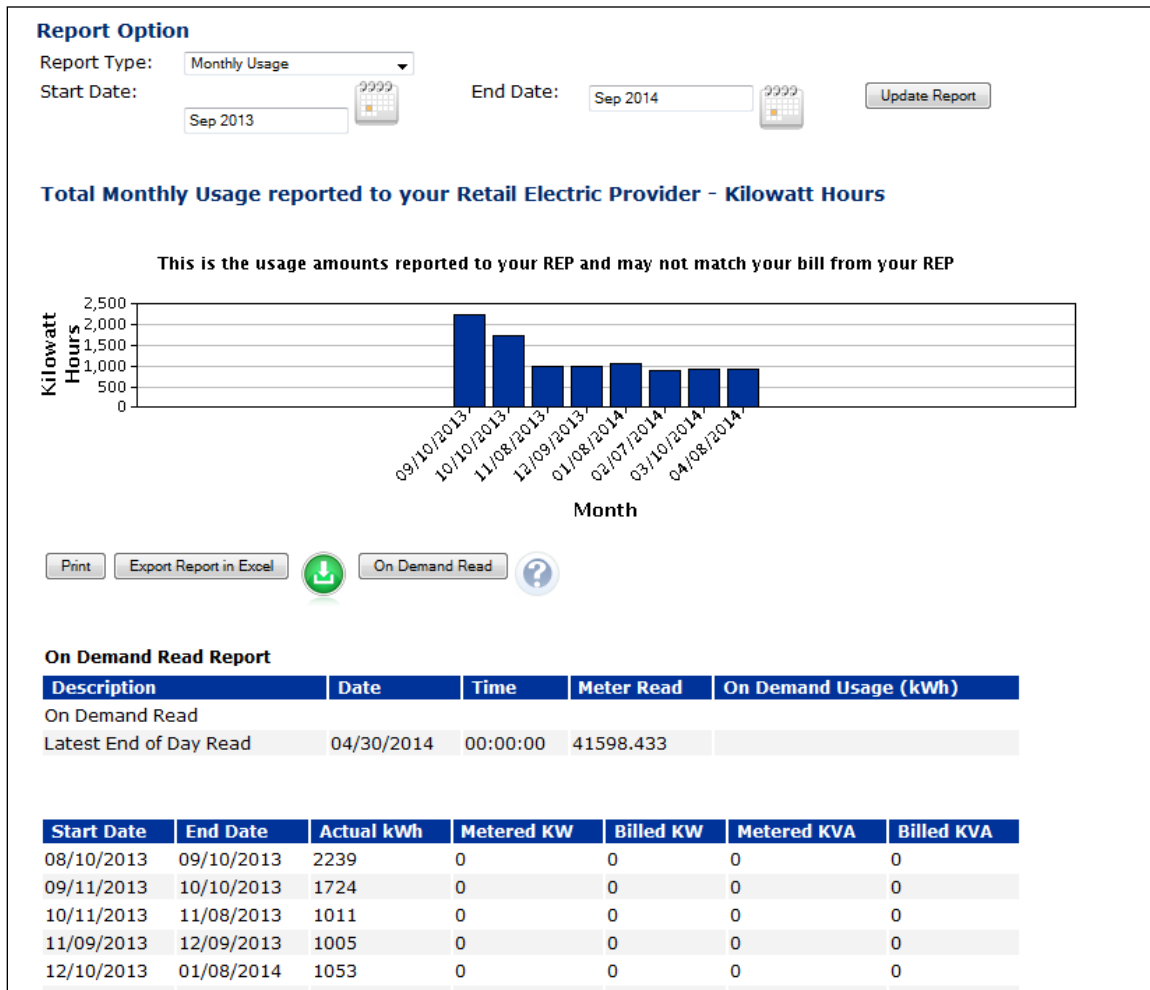 Report Option
Report Type: Monthly Usage
Start Date: Sep 2013 End Date: Sep 2014 Update Report
Total Monthly Usage reported to your Retail Electric Provider - Kilowatt Hours
This is the usage amounts reported to your REP and may not match your bill from your REP
Kilowatt
Hours
2,500
2,000
1,500
1,000
500
0
09/10/2013 10/10/2013 11/08/2013 12/09/2013 01/08/2014 02/07/2014 03/10/2014 04/08/2014
Month
Print Export Report in Excel On Demand Read ?
On Demand Read Report
Description Date Time Meter Read On Demand Usage (kWh)
On Demand Read
Latest End of Day Read 04/30/2014 00:00:00 41598.433
Start Date End Date Actual kWh Metered KW Billed KW Metered KVA Billed KVA
08/10/2013 09/10/2013 2239 0 0 0 0
09/11/2013 10/10/2013 1724 0 0 0 0
10/11/2013 11/08/2013 1011 0 0 0 0
11/09/2013 12/09/2013 1005 0 0 0 0
12/10/2013 01/08/2014 1053 0 0 0 0